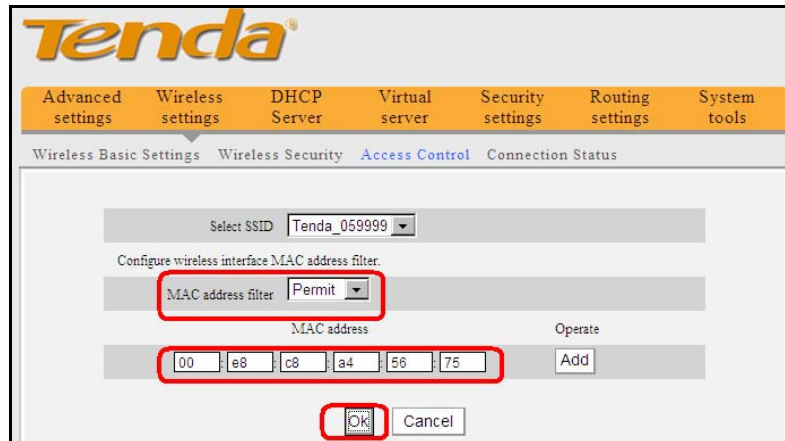 Tenda®
Advanced settings Wireless settings DHCP Server Virtual server Security settings Routing settings System tools
Wireless Basic Settings Wireless Security Access Control Connection Status
Select SSID Tenda_059999
Configure wireless interface MAC address filter.
MAC address filter Permit
MAC address Operate
00 : e8 : c8 : a4 : 56 : 75 Add
Ok Cancel